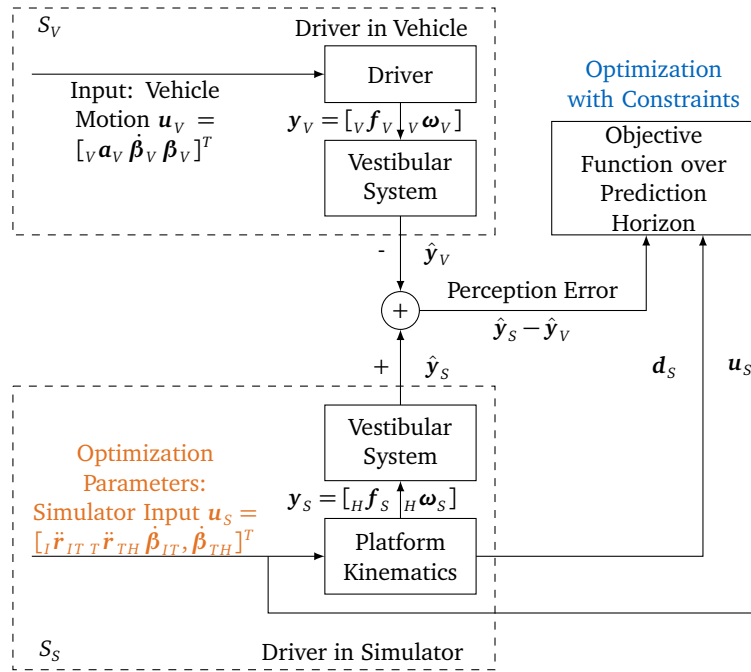 S_V
Driver in Vehicle
Driver
Input: Vehicle
Motion u_V =
[_V a_V β̇_V β_V]^T
y_V = [_V f_V _V ω_V]
Vestibular
System
Optimization
with Constraints
Objective
Function over
Prediction
Horizon
- ŷ_V
+
Perception Error
ŷ_S − ŷ_V
+ ŷ_S
d_S u_S
Vestibular
System
Optimization
Parameters:
Simulator Input u_S =
[_I r̈_IT _T r̈_TH β̇_IT, β̇_TH]^T
y_S = [_H f_S _H ω_S]
Platform
Kinematics
S_S
Driver in Simulator